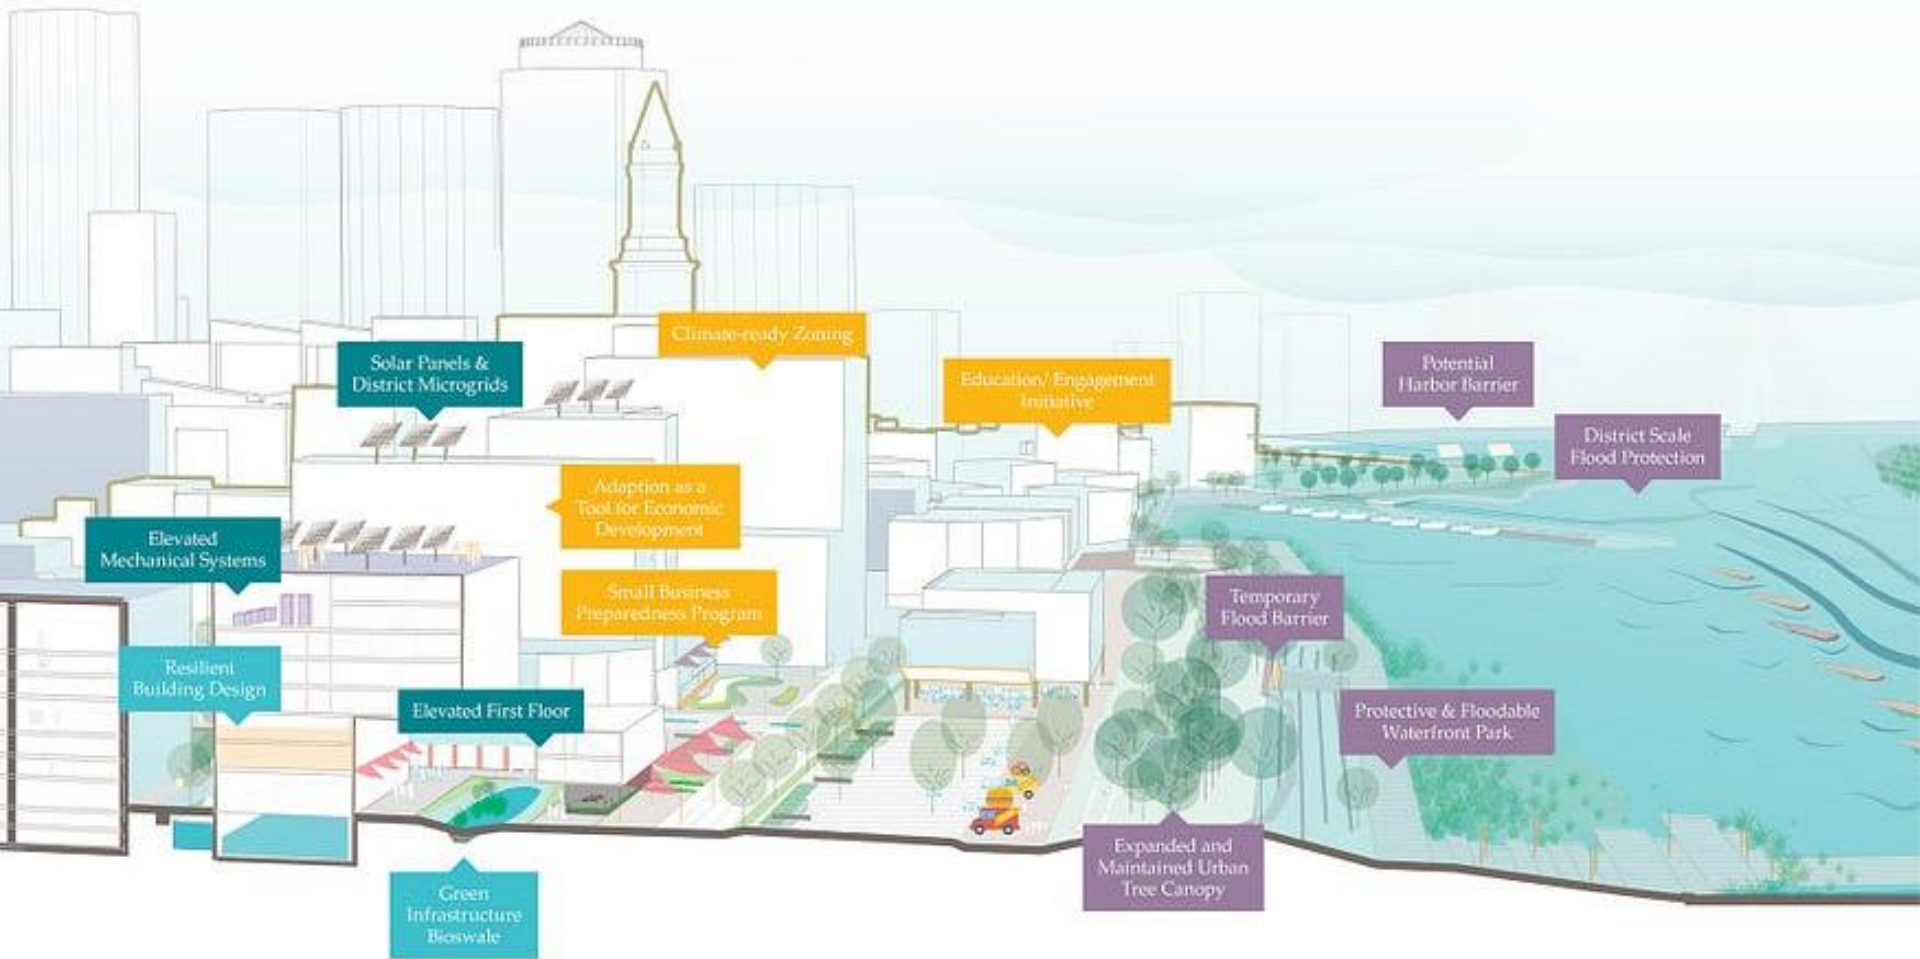 Climate-ready Zoning
Solar Panels &
District Microgrids
Education/ Engagement
Initiative
Potential
Harbor Barrier
District Scale
Flood Protection
Adaption as a
Tool for Economic
Development
Elevated
Mechanical Systems
Small Business
Preparedness Program
Temporary
Flood Barrier
Resilient
Building Design
Elevated First Floor
Protective & Floodable
Waterfront Park
Expanded and
Maintained Urban
Tree Canopy
Green
Infrastructure
Bioswale